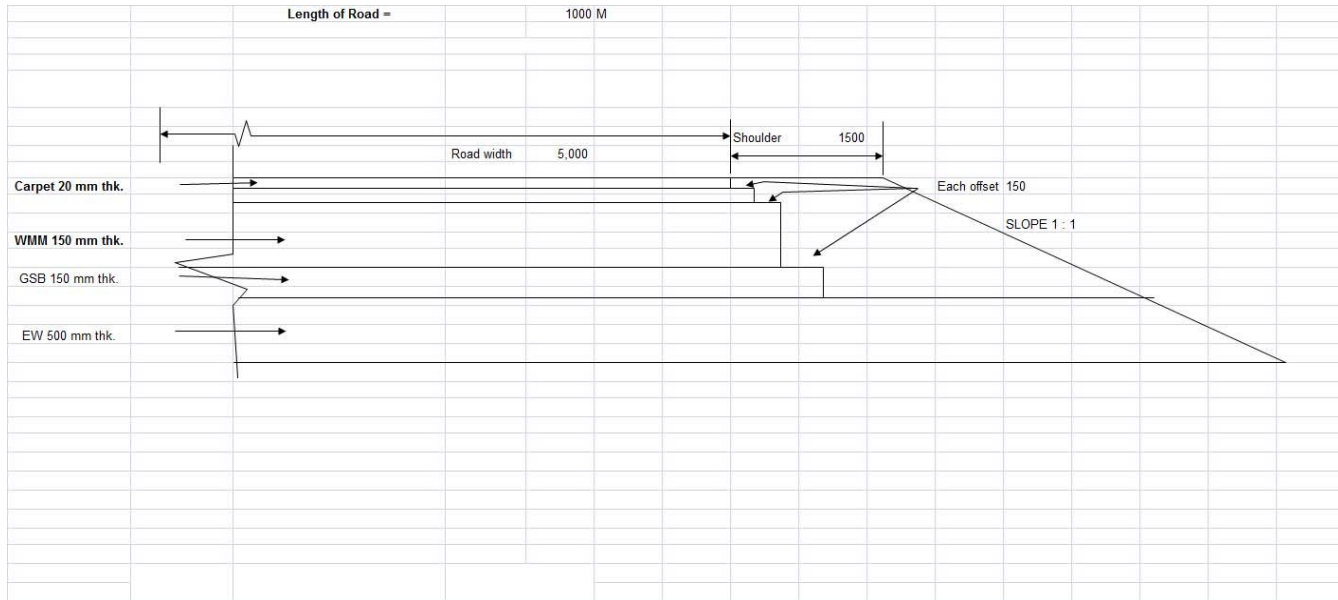 Length of Road = 1000 M
Shoulder 1500
Road width 5,000
Carpet 20 mm thk.
Each offset 150
SLOPE 1 : 1
WMM 150 mm thk.
GSB 150 mm thk.
EW 500 mm thk.